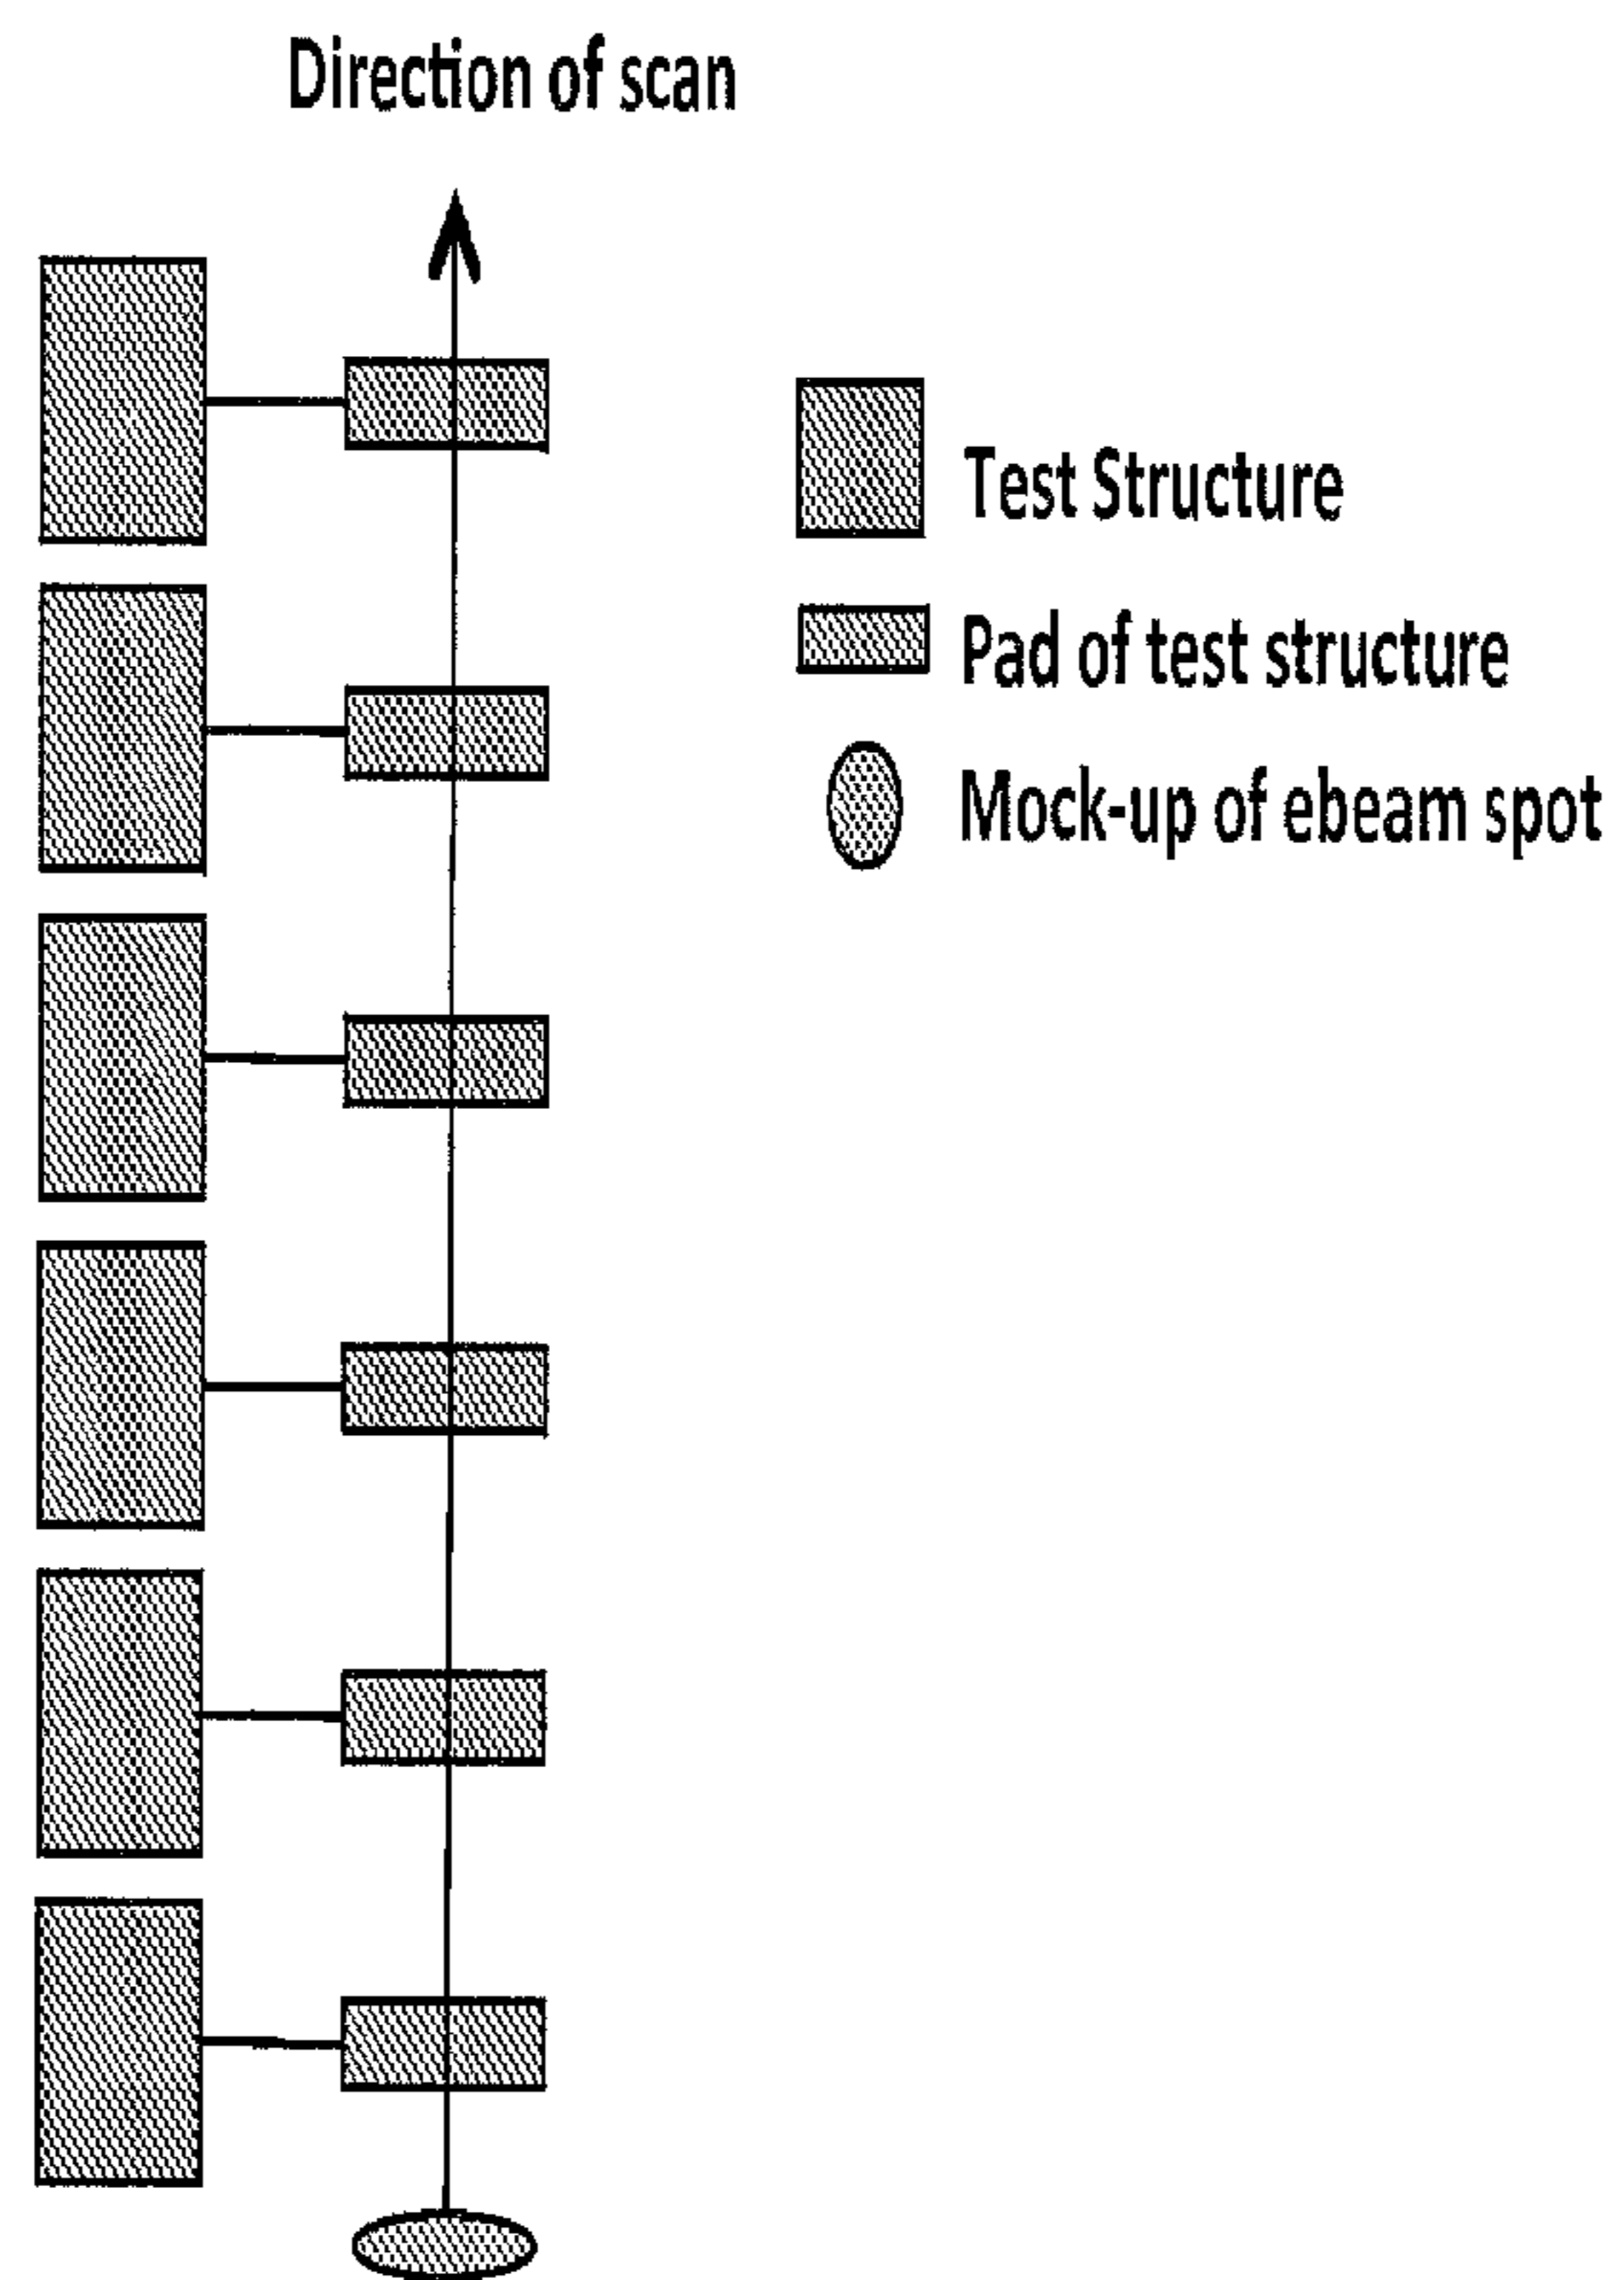 Direction of scan
Test Structure
Pad of test structure
Mock-up of ebeam spot